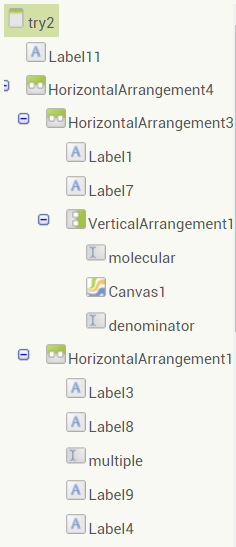 try2
A Label11
HorizontalArrangement4
HorizontalArrangement3
A Label1
A Label7
VerticalArrangement1
molecular
Canvas1
denominator
HorizontalArrangement1
A Label3
A Label8
multiple
A Label9
A Label4